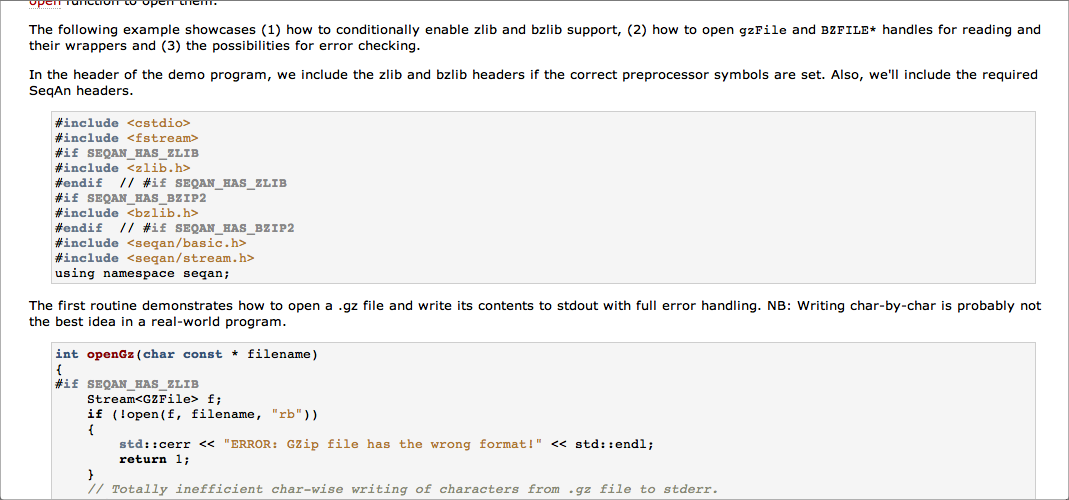 open function to open them.
The following example showcases (1) how to conditionally enable zlib and bzlib support, (2) how to open gzFile and BZFILE* handles for reading and
their wrappers and (3) the possibilities for error checking.
In the header of the demo program, we include the zlib and bzlib headers if the correct preprocessor symbols are set. Also, we'll include the required
SeqAn headers.
#include <cstdio>
#include <fstream>
#if SEQAN_HAS_ZLIB
#include <zlib.h>
#endif  // #if SEQAN_HAS_ZLIB
#if SEQAN_HAS_BZIP2
#include <bzlib.h>
#endif  // #if SEQAN_HAS_BZIP2
#include <seqan/basic.h>
#include <seqan/stream.h>
using namespace seqan;
The first routine demonstrates how to open a .gz file and write its contents to stdout with full error handling. NB: Writing char-by-char is probably not
the best idea in a real-world program.
int openGz(char const * filename)
{
#if SEQAN_HAS_ZLIB
    Stream<GZFile> f;
    if (!open(f, filename, "rb"))
    {
        std::cerr << "ERROR: GZip file has the wrong format!" << std::endl;
        return 1;
    }
    // Totally inefficient char-wise writing of characters from .gz file to stderr.